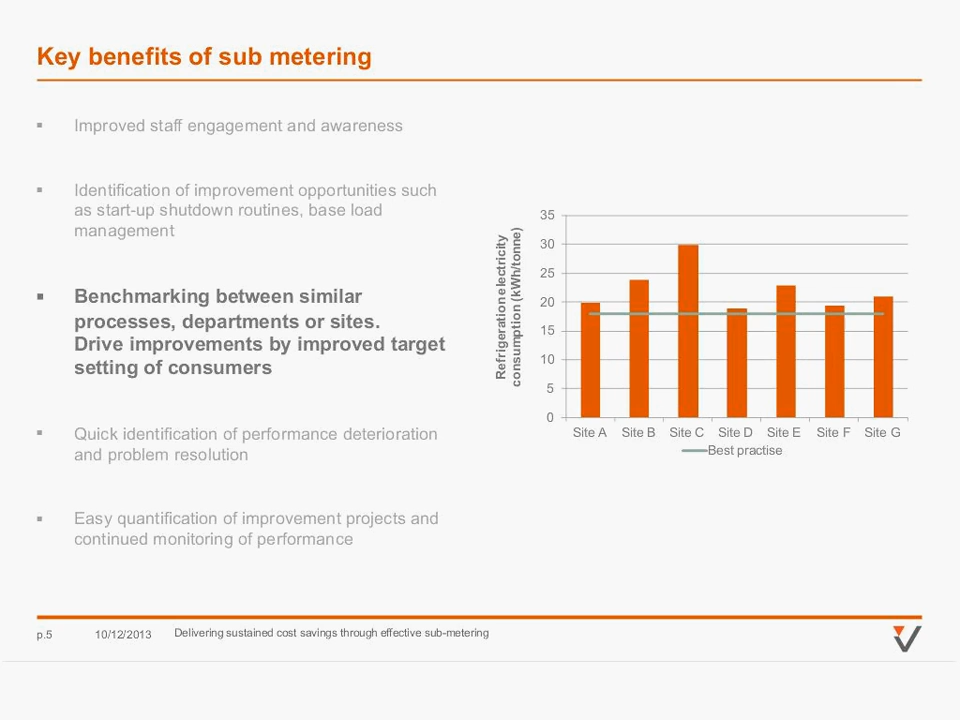 Key benefits of sub metering
▪ Improved staff engagement and awareness
▪ Identification of improvement opportunities such
as start-up shutdown routines, base load
management
▪ Benchmarking between similar
processes, departments or sites.
Drive improvements by improved target
setting of consumers
▪ Quick identification of performance deterioration
and problem resolution
▪ Easy quantification of improvement projects and
continued monitoring of performance
Refrigeration electricity
consumption (kWh/tonne)
35
30
25
20
15
10
5
0
Site A Site B Site C Site D Site E Site F Site G
Best practise
p.5 10/12/2013 Delivering sustained cost savings through effective sub-metering